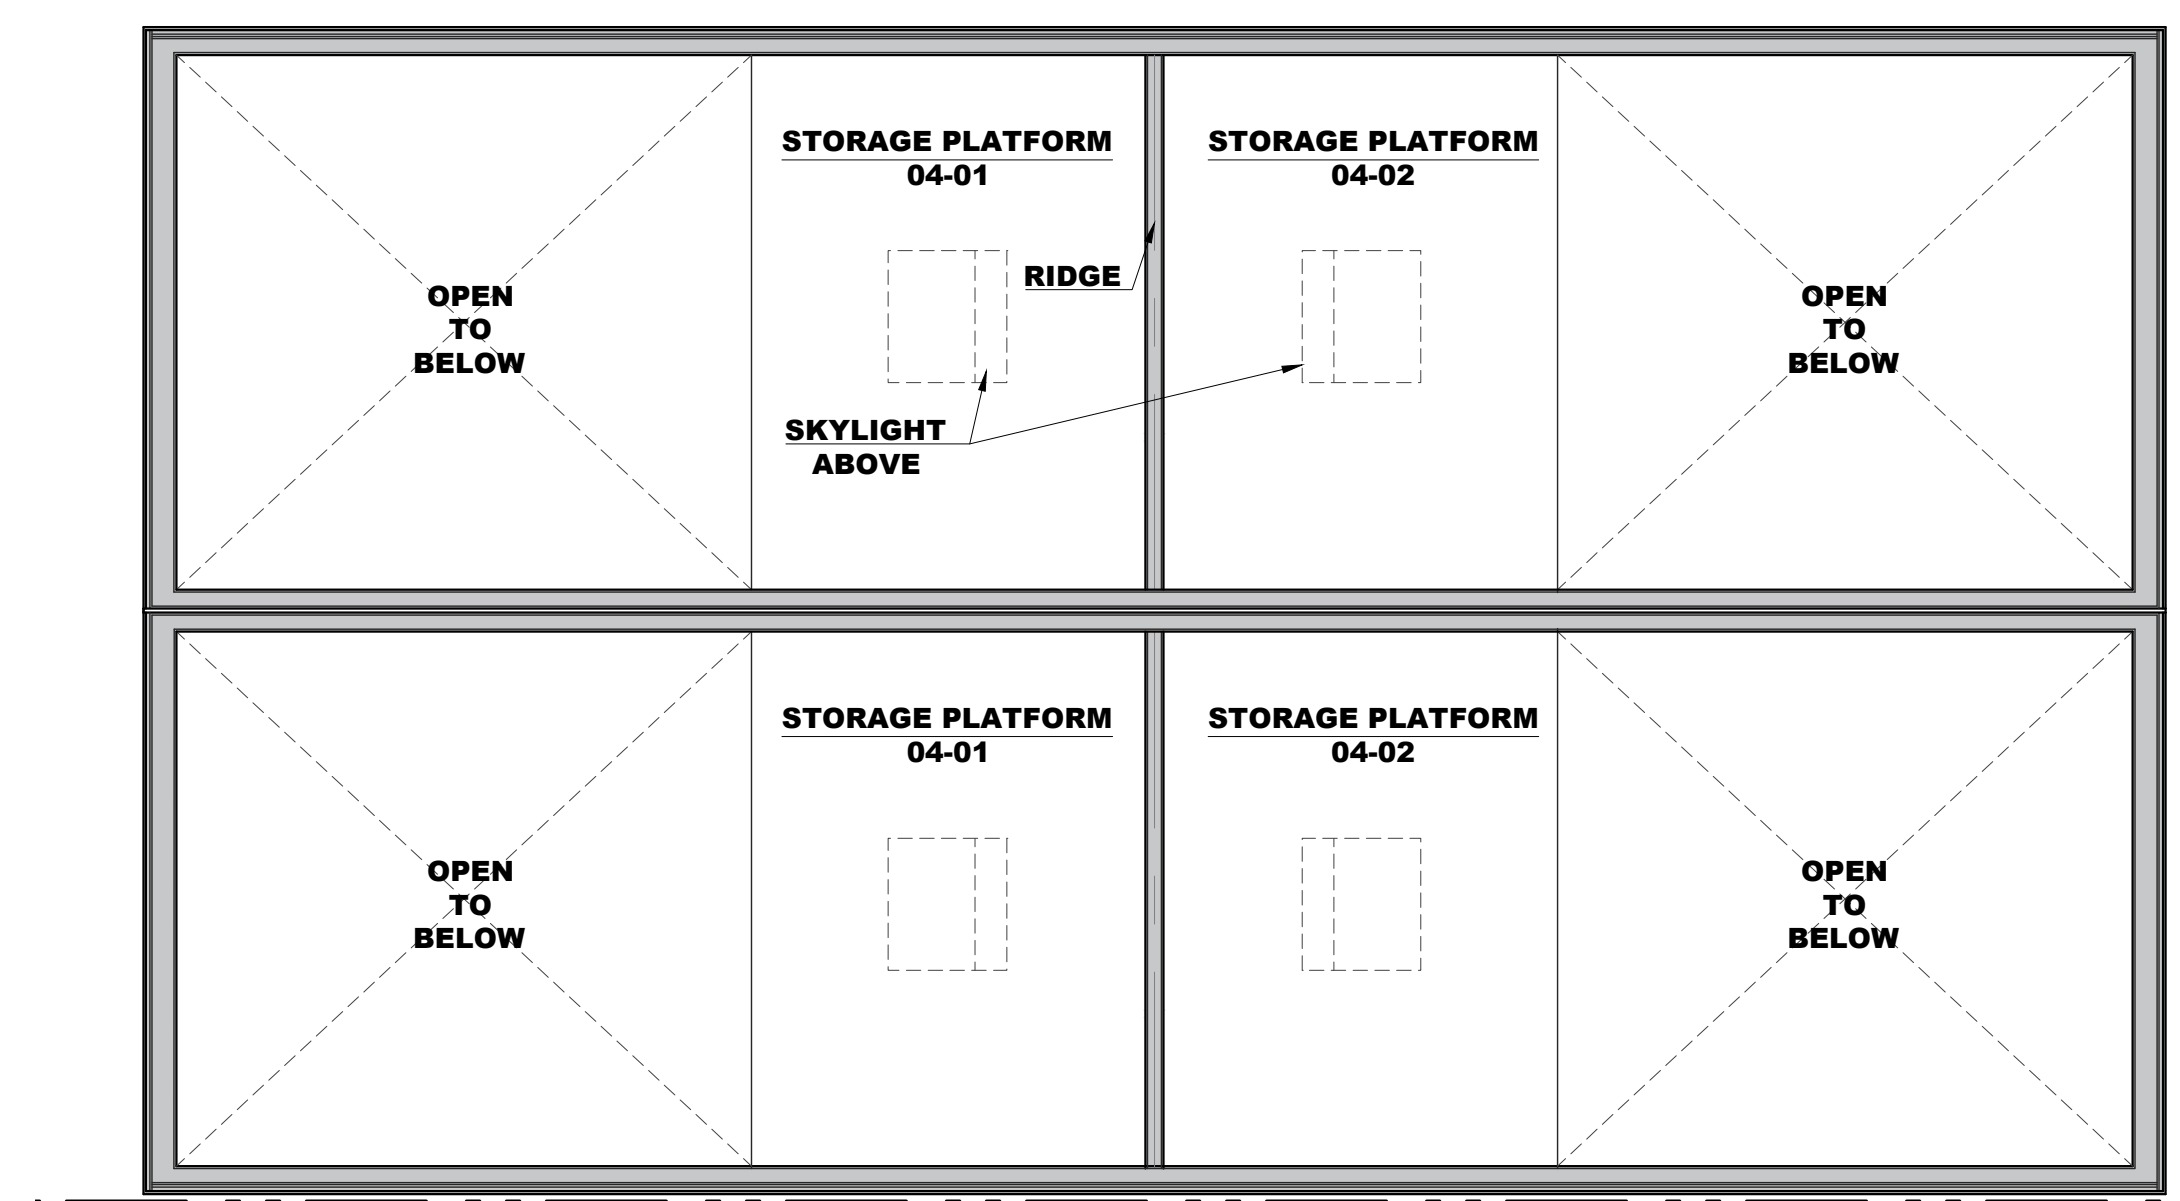 STORAGE PLATFORM
04-01
STORAGE PLATFORM
04-02
OPEN
TO
BELOW
RIDGE
OPEN
TO
BELOW
SKYLIGHT
ABOVE
STORAGE PLATFORM
04-01
STORAGE PLATFORM
04-02
OPEN
TO
BELOW
OPEN
TO
BELOW